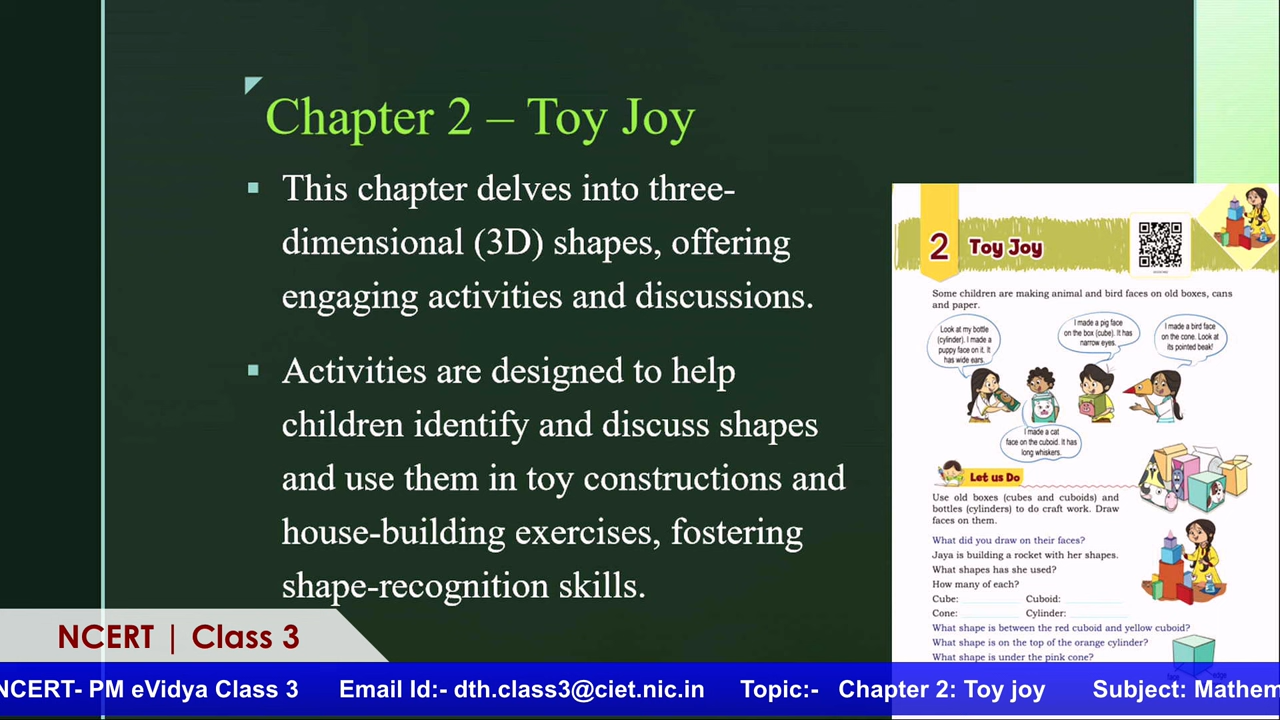 Chapter 2 – Toy Joy
▪ This chapter delves into three-
dimensional (3D) shapes, offering
engaging activities and discussions.
▪ Activities are designed to help
children identify and discuss shapes
and use them in toy constructions and
house-building exercises, fostering
shape-recognition skills.
2 Toy Joy
Some children are making animal and bird faces on old boxes, cans
and paper.
Look at my bottle
(cylinder). I made a
puppy face on it. It
has wide ears.
I made a pig face
on the box (cube). It has
narrow eyes.
I made a bird face
on the cone. Look at
its pointed beak!
I made a cat
face on the cuboid. It has
long whiskers.
Let us Do
Use old boxes (cubes and cuboids) and
bottles (cylinders) to do craft work. Draw
faces on them.
What did you draw on their faces?
Jaya is building a rocket with her shapes.
What shapes has she used?
How many of each?
Cube: Cuboid:
Cone: Cylinder:
What shape is between the red cuboid and yellow cuboid?
What shape is on the top of the orange cylinder?
What shape is under the pink cone?
NCERT | Class 3
NCERT- PM eVidya Class 3 Email Id:- dth.class3@ciet.nic.in Topic:- Chapter 2: Toy joy Subject: Mathem